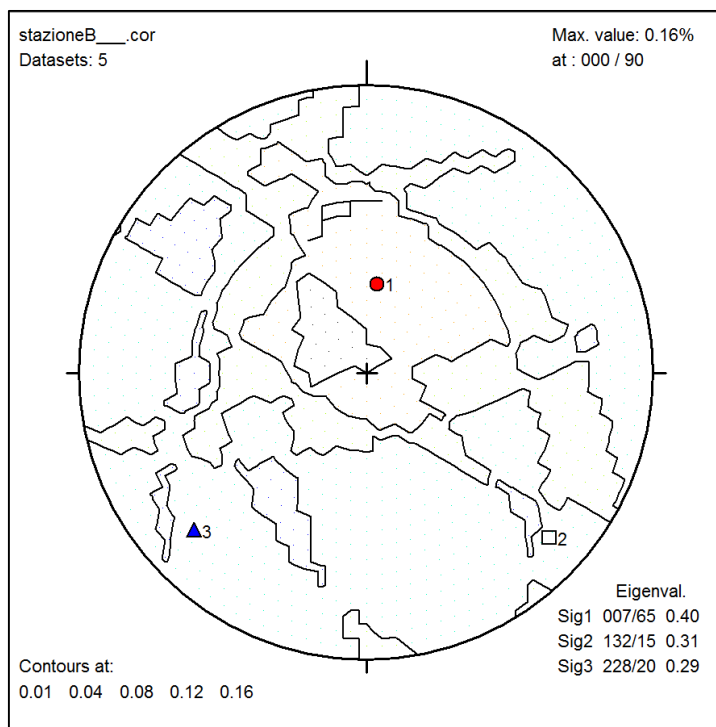 stazioneB___.cor
Datasets: 5
Max. value: 0.16%
at : 000 / 90
1
3
2
Eigenval.
Sig1 007/65 0.40
Sig2 132/15 0.31
Sig3 228/20 0.29
Contours at:
0.01 0.04 0.08 0.12 0.16